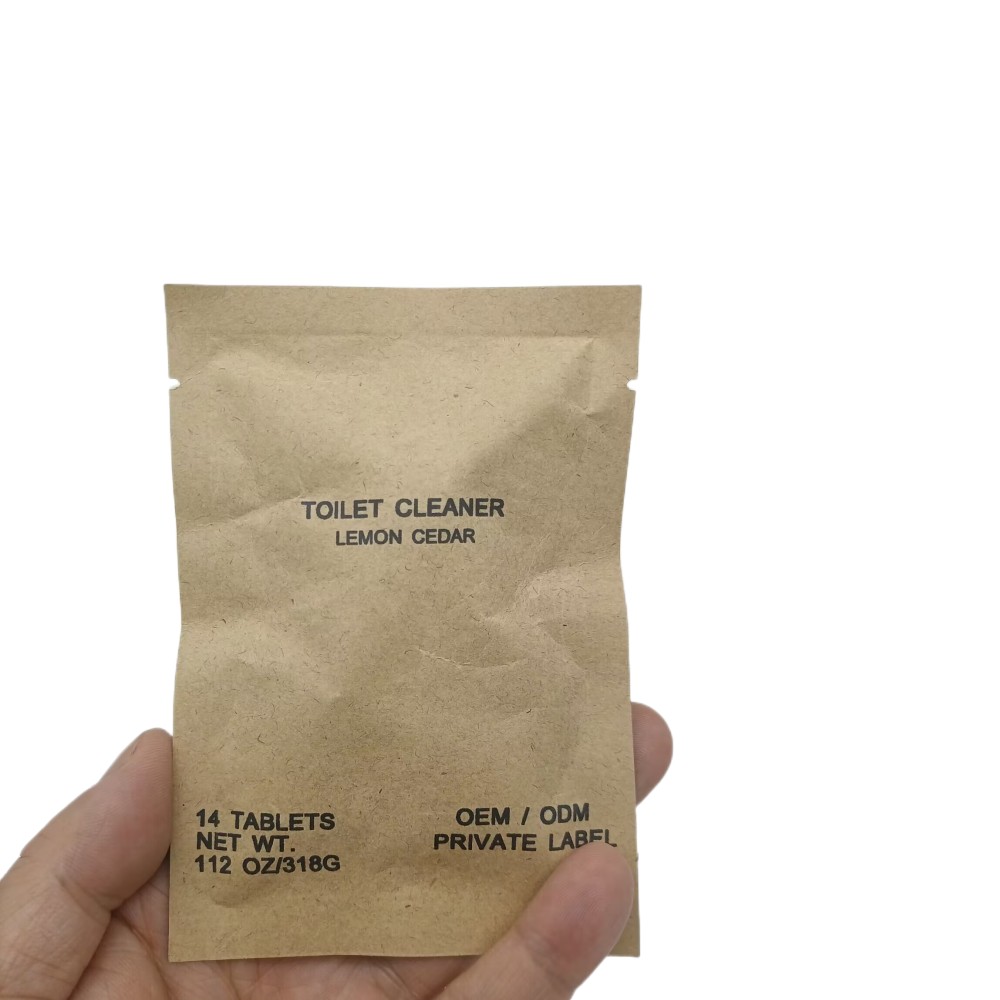 TOILET CLEANER
LEMON CEDAR
14 TABLETS
NET WT.
112 OZ/318G
OEM / ODM
PRIVATE LABEL